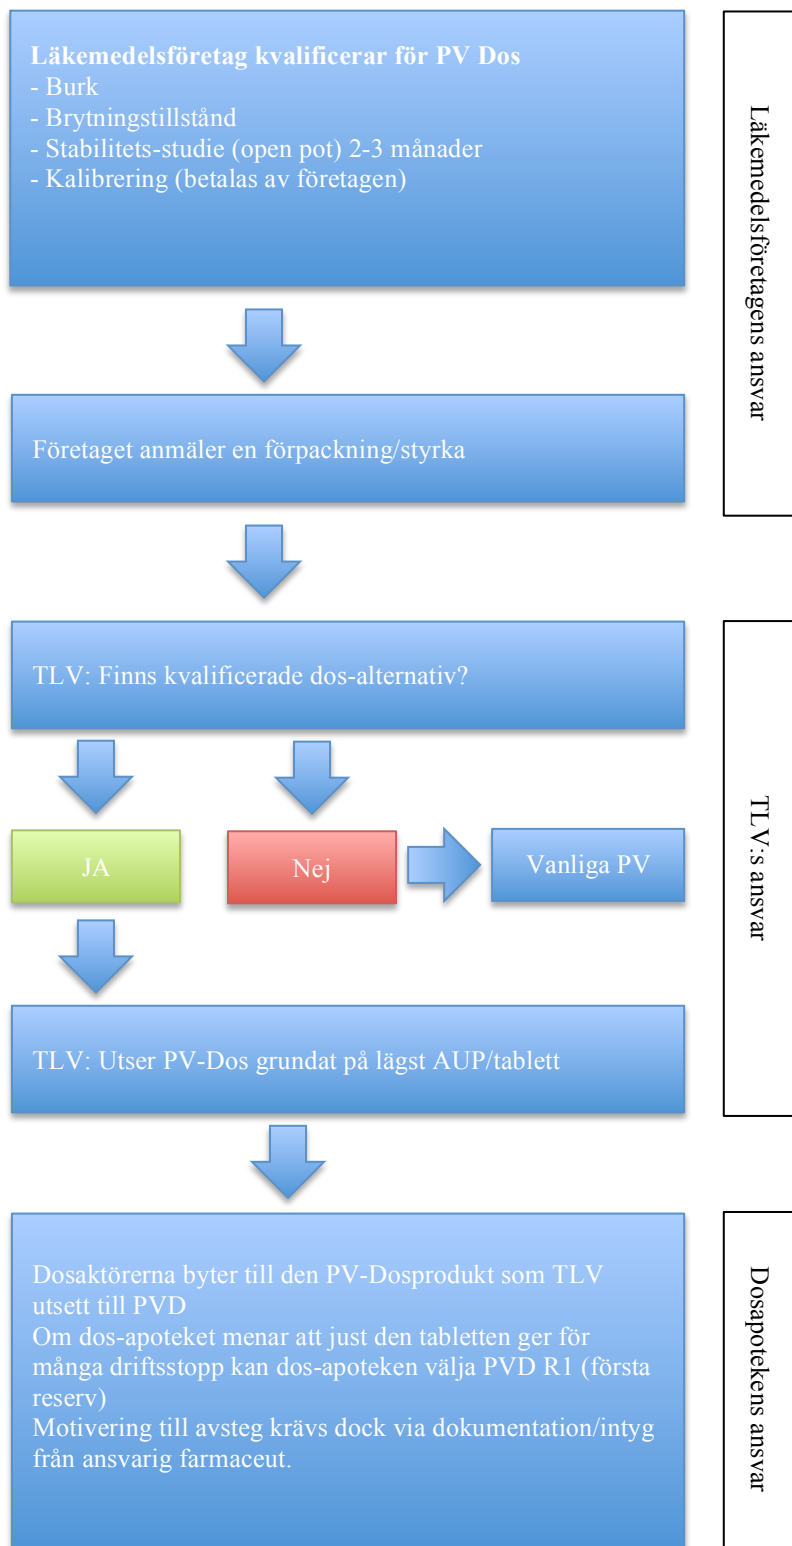 Läkemedelsföretag kvalificerar för PV Dos
- Burk
- Brytningstillstånd
- Stabilitets-studie (open pot) 2-3 månader
- Kalibrering (betalas av företagen)
Läkemedelsföretagens ansvar
Företaget anmäler en förpackning/styrka
TLV: Finns kvalificerade dos-alternativ?
JA
Nej
Vanliga PV
TLV:s ansvar
TLV: Utser PV-Dos grundat på lägst AUP/tablett
Dosaktörerna byter till den PV-Dosprodukt som TLV
utsett till PVD
Om dos-apoteket menar att just den tabletten ger för
många driftsstopp kan dos-apoteken välja PVD R1 (första
reserv)
Motivering till avsteg krävs dock via dokumentation/intyg
från ansvarig farmaceut.
Dosapotekens ansvar